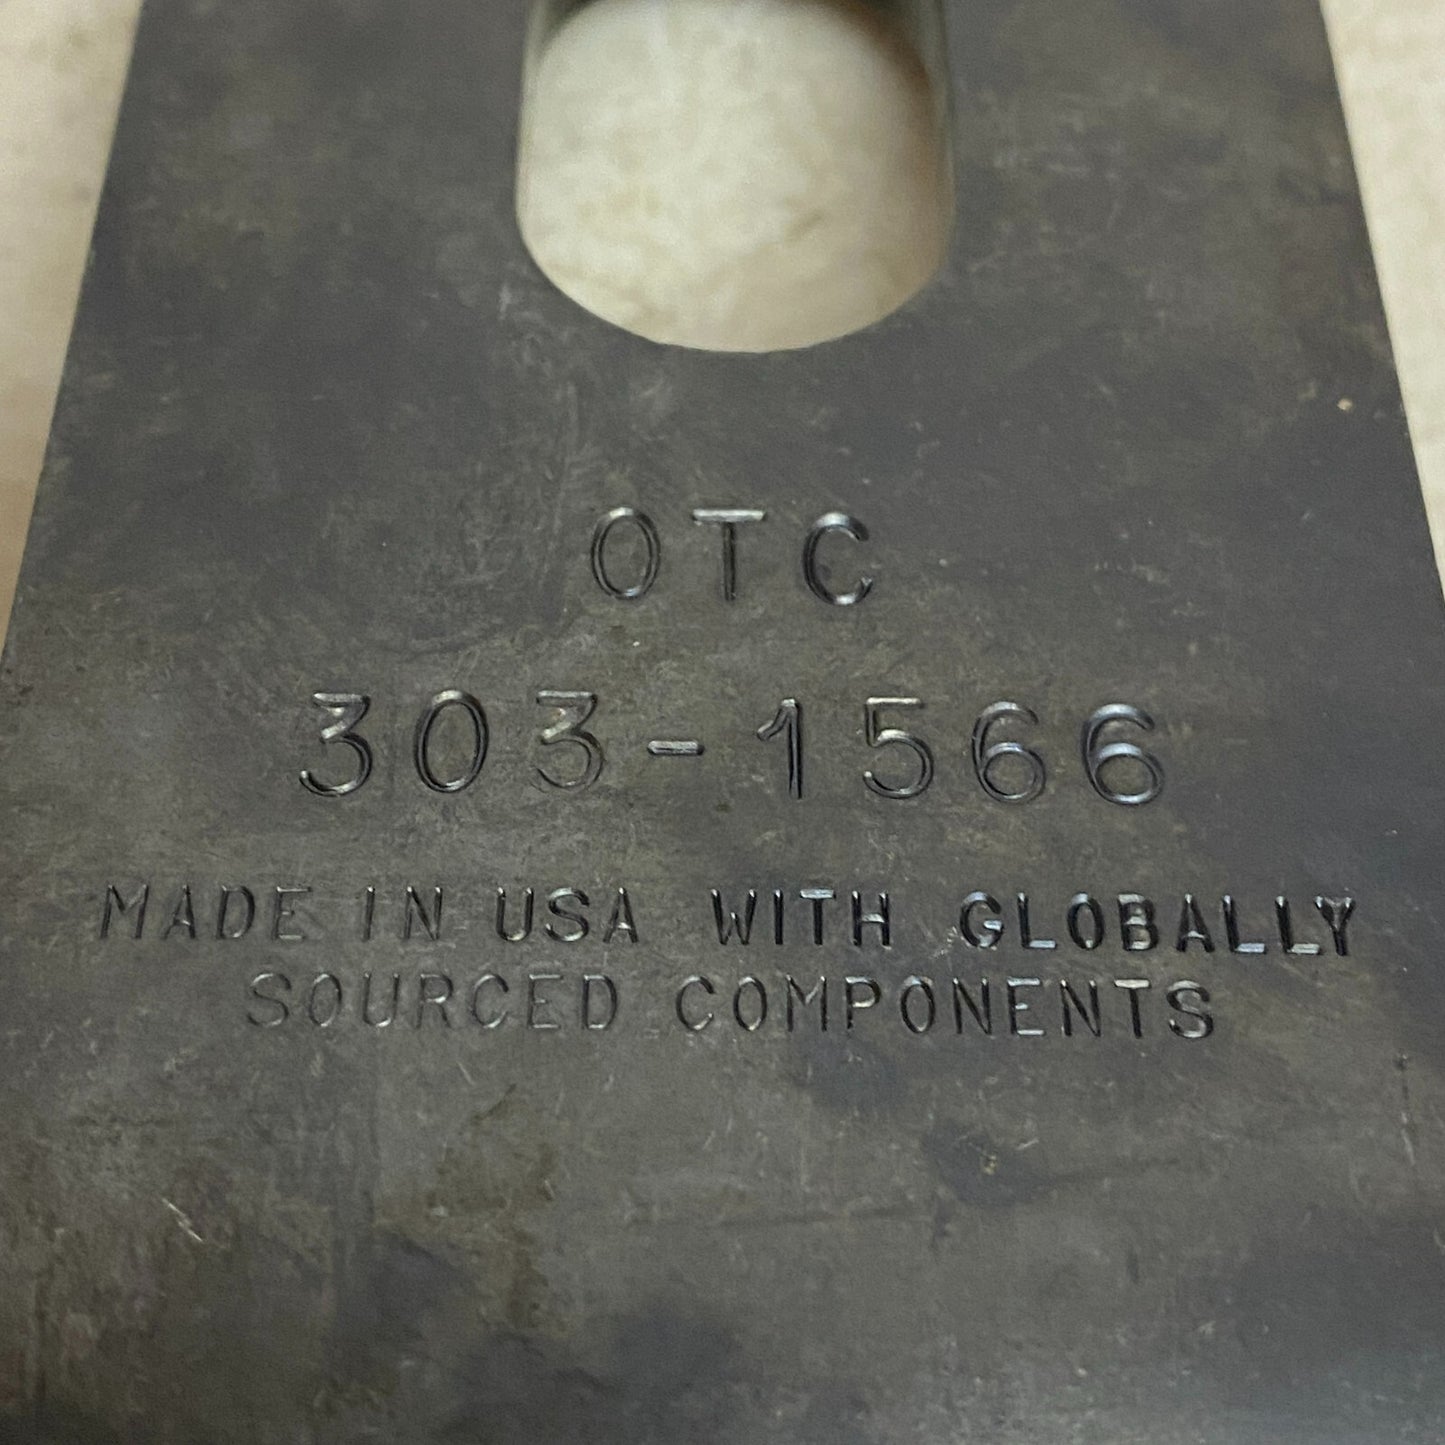 OTC
303-1566
MADE IN USA WITH GLOBALLY
SOURCED COMPONENTS